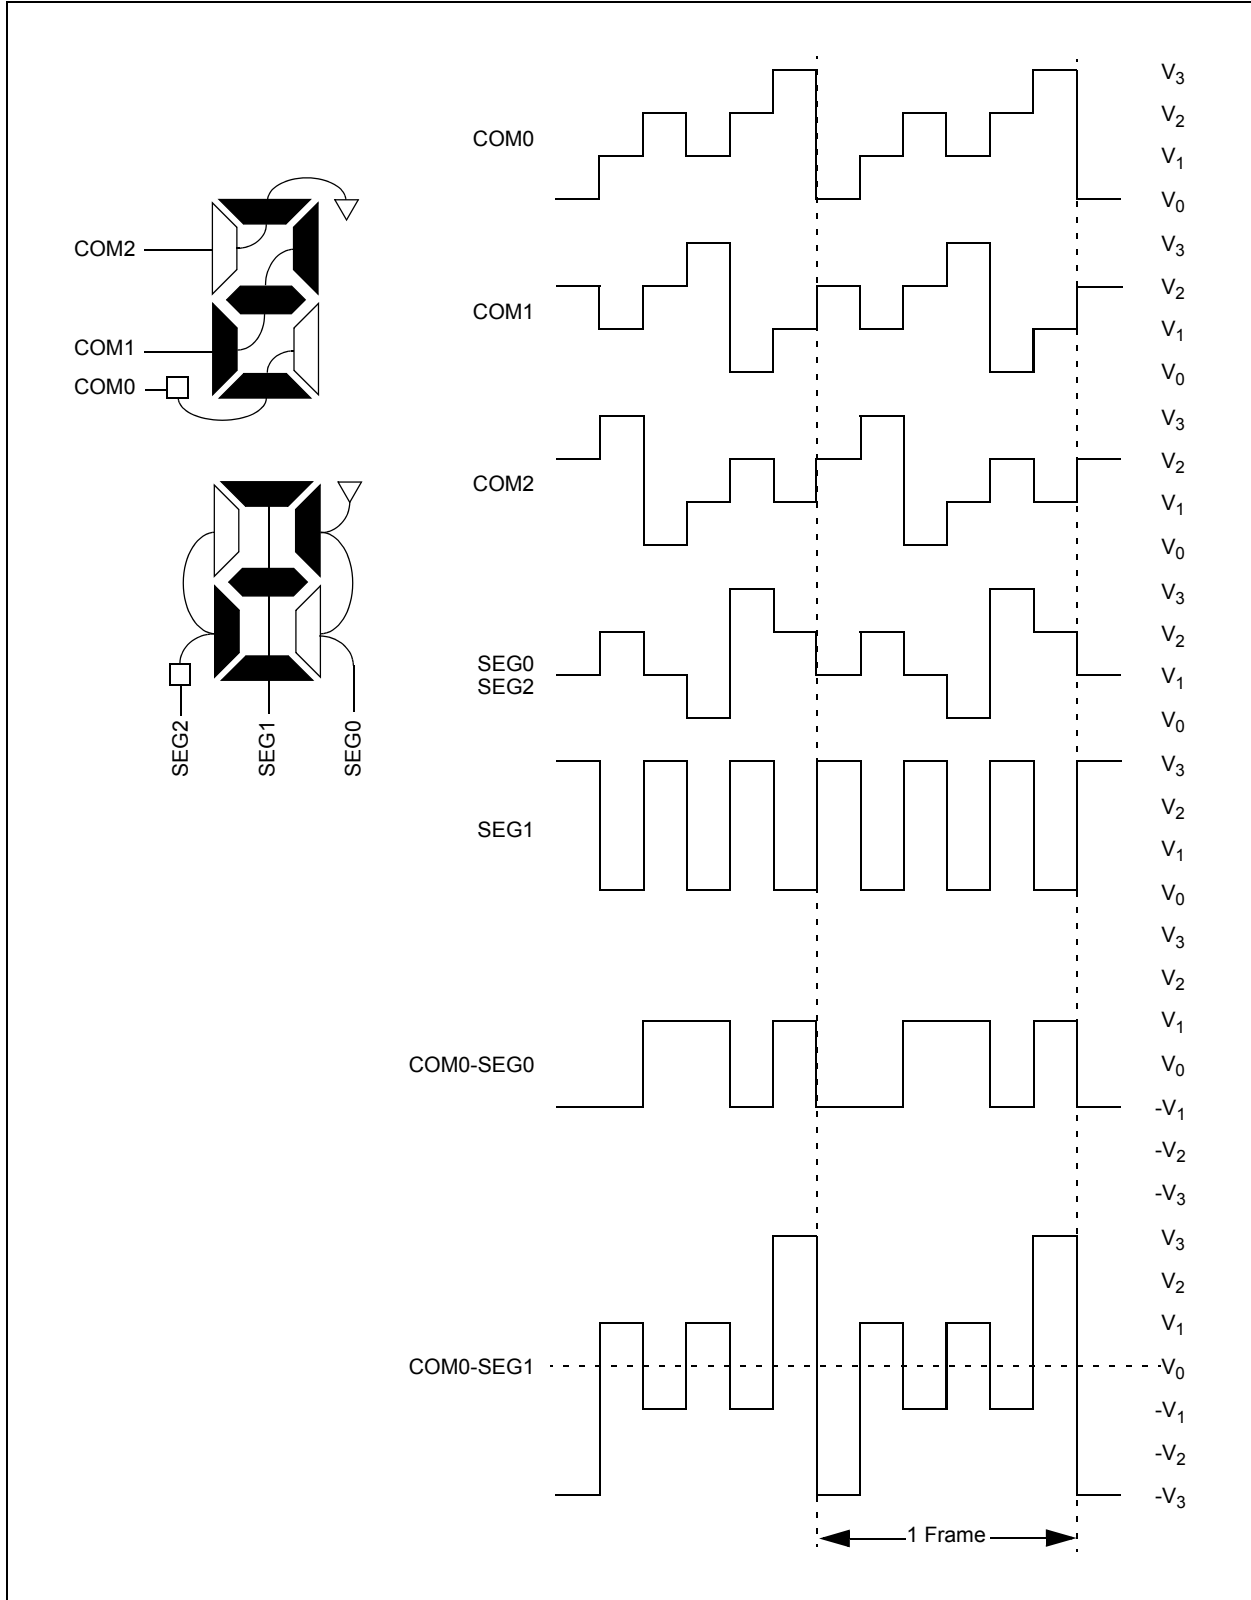 COM2
COM1
COM0
SEG2
SEG1
SEG0
COM0
V3
V2
V1
V0
COM1
V3
V2
V1
V0
COM2
V3
V2
V1
V0
SEG0
SEG2
V3
V2
V1
V0
SEG1
V3
V2
V1
V0
COM0-SEG0
V3
V2
V1
V0
-V1
-V2
-V3
COM0-SEG1
V3
V2
V1
V0
-V1
-V2
-V3
1 Frame